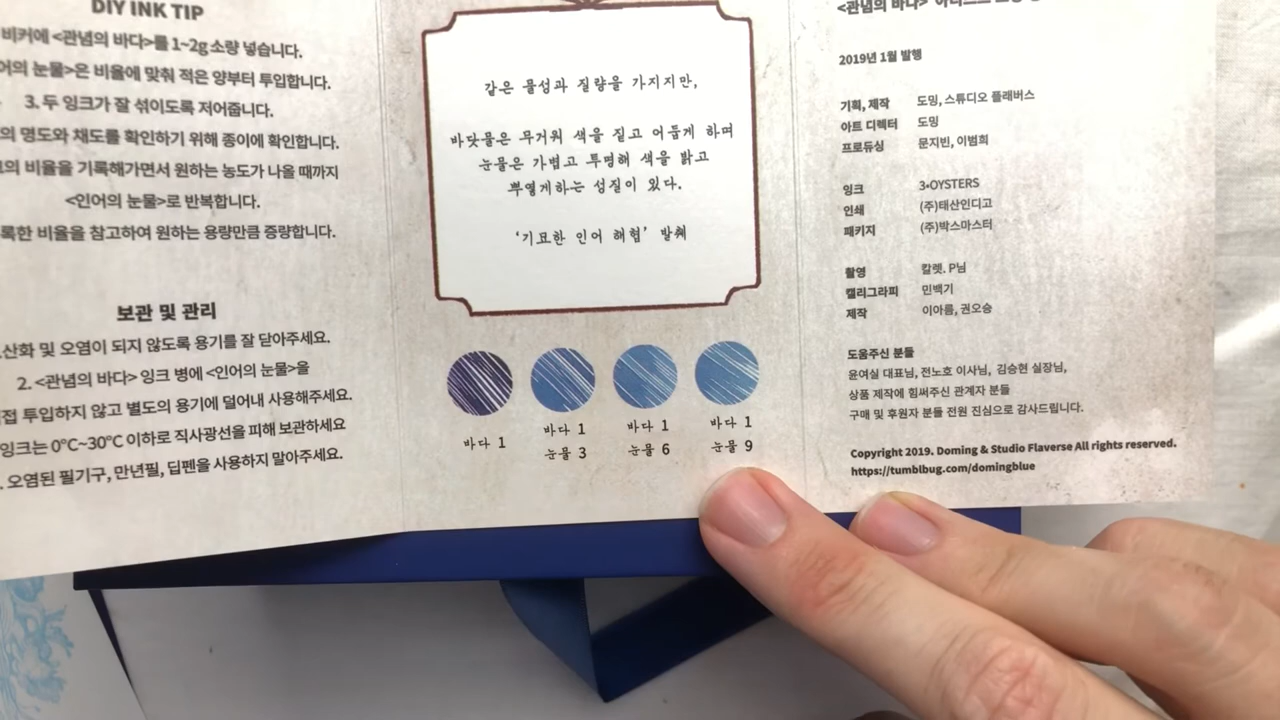 DIY INK TIP
비커에 <관념의 바다>를 1~2g 소량 넣습니다.
눈물>은 비율에 맞춰 적은 양부터 투입합니다.
3. 두 잉크가 잘 섞이도록 저어줍니다.
명도와 채도를 확인하기 위해 종이에 확인합니다.
비율을 기록해가면서 원하는 농도가 나올 때까지
<인어의 눈물>로 반복합니다.
비율을 참고하여 원하는 용량만큼 증량합니다.
보관 및 관리
산화 및 오염이 되지 않도록 용기를 잘 닫아주세요.
2. <관념의 바다> 잉크 병에 <인어의 눈물>을
투입하지 않고 별도의 용기에 덜어내 사용해주세요.
잉크는 0°C~30°C 이하로 직사광선을 피해 보관하세요
오염된 필기구, 만년필, 딥펜을 사용하지 말아주세요.
같은 물성과 질량을 가지지만,
바닷물은 무거워 색을 짙고 어둡게 하며
눈물은 가볍고 투명해 색을 밝고
뿌옇게하는 성질이 있다.
‘기묘한 인어 해협’ 발췌
바다 1
바다 1
눈물 3
바다 1
눈물 6
바다 1
눈물 9
<관념의 바다>
2019년 1월 발행
기획, 제작 도밍, 스튜디오 플래버스
아트 디렉터 도밍
프로듀싱 문지빈, 이범희
잉크 3•OYSTERS
인쇄 (주)태산인디고
패키지 (주)박스마스터
촬영 칼렛. P님
캘리그라피 민백기
제작 이아름, 권오승
도움주신 분들
윤여실 대표님, 전노호 이사님, 김승현 실장님,
상품 제작에 힘써주신 관계자 분들
구매 및 후원자 분들 전원 진심으로 감사드립니다.
Copyright 2019. Doming & Studio Flaverse All rights reserved.
https://tumblbug.com/domingblue